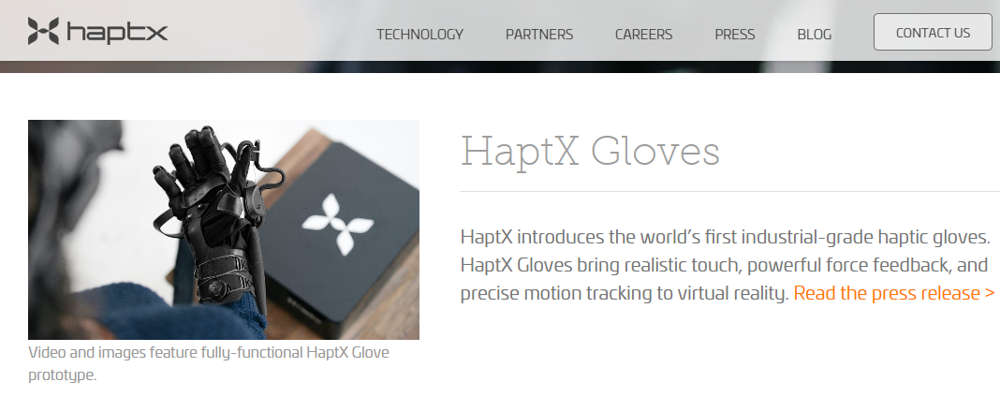 haptx
TECHNOLOGY PARTNERS CAREERS PRESS BLOG CONTACT US
HaptX Gloves
HaptX introduces the world’s first industrial-grade haptic gloves.
HaptX Gloves bring realistic touch, powerful force feedback, and
precise motion tracking to virtual reality. Read the press release >
Video and images feature fully-functional HaptX Glove
prototype.